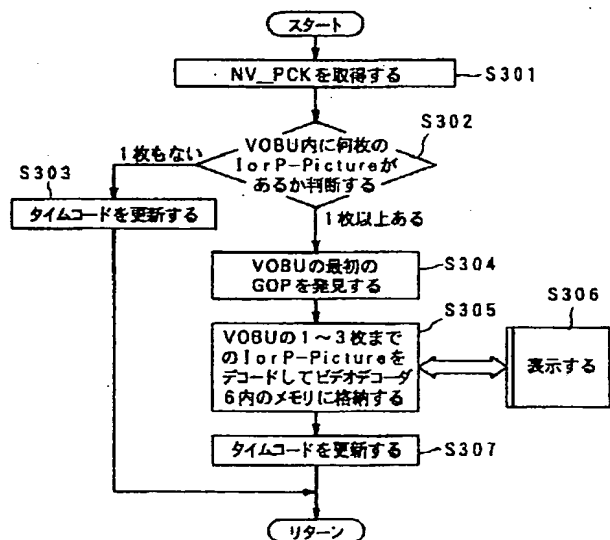 スタート
NV_PCKを取得する
S301
VOBU内に何枚の
IorP-Pictureが
あるか判断する
S302
1枚もない
S303
タイムコードを更新する
1枚以上ある
VOBUの最初の
GOPを発見する
S304
S305
VOBUの1〜3枚まで
のIorP-Pictureを
デコードしてビデオデコーダ
6内のメモリに格納する
S306
表示する
タイムコードを更新する
S307
リターン